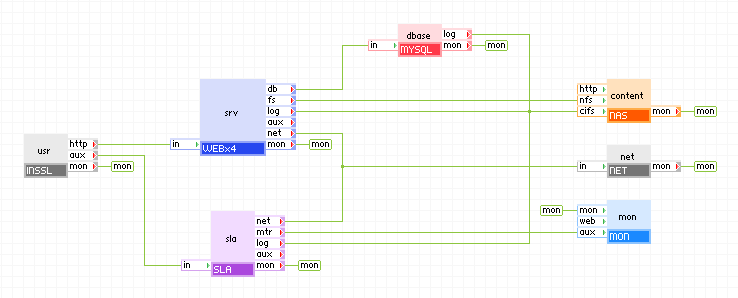 dbase
MYSQL
in
log
mon
mon
srv
WEBx4
in
db
fs
log
aux
net
mon
mon
content
NAS
http
nfs
cifs
mon
mon
usr
INSSL
http
aux
mon
mon
net
NET
in
mon
mon
sla
SLA
in
net
mtr
log
aux
mon
mon
mon
mon
MON
mon
web
aux